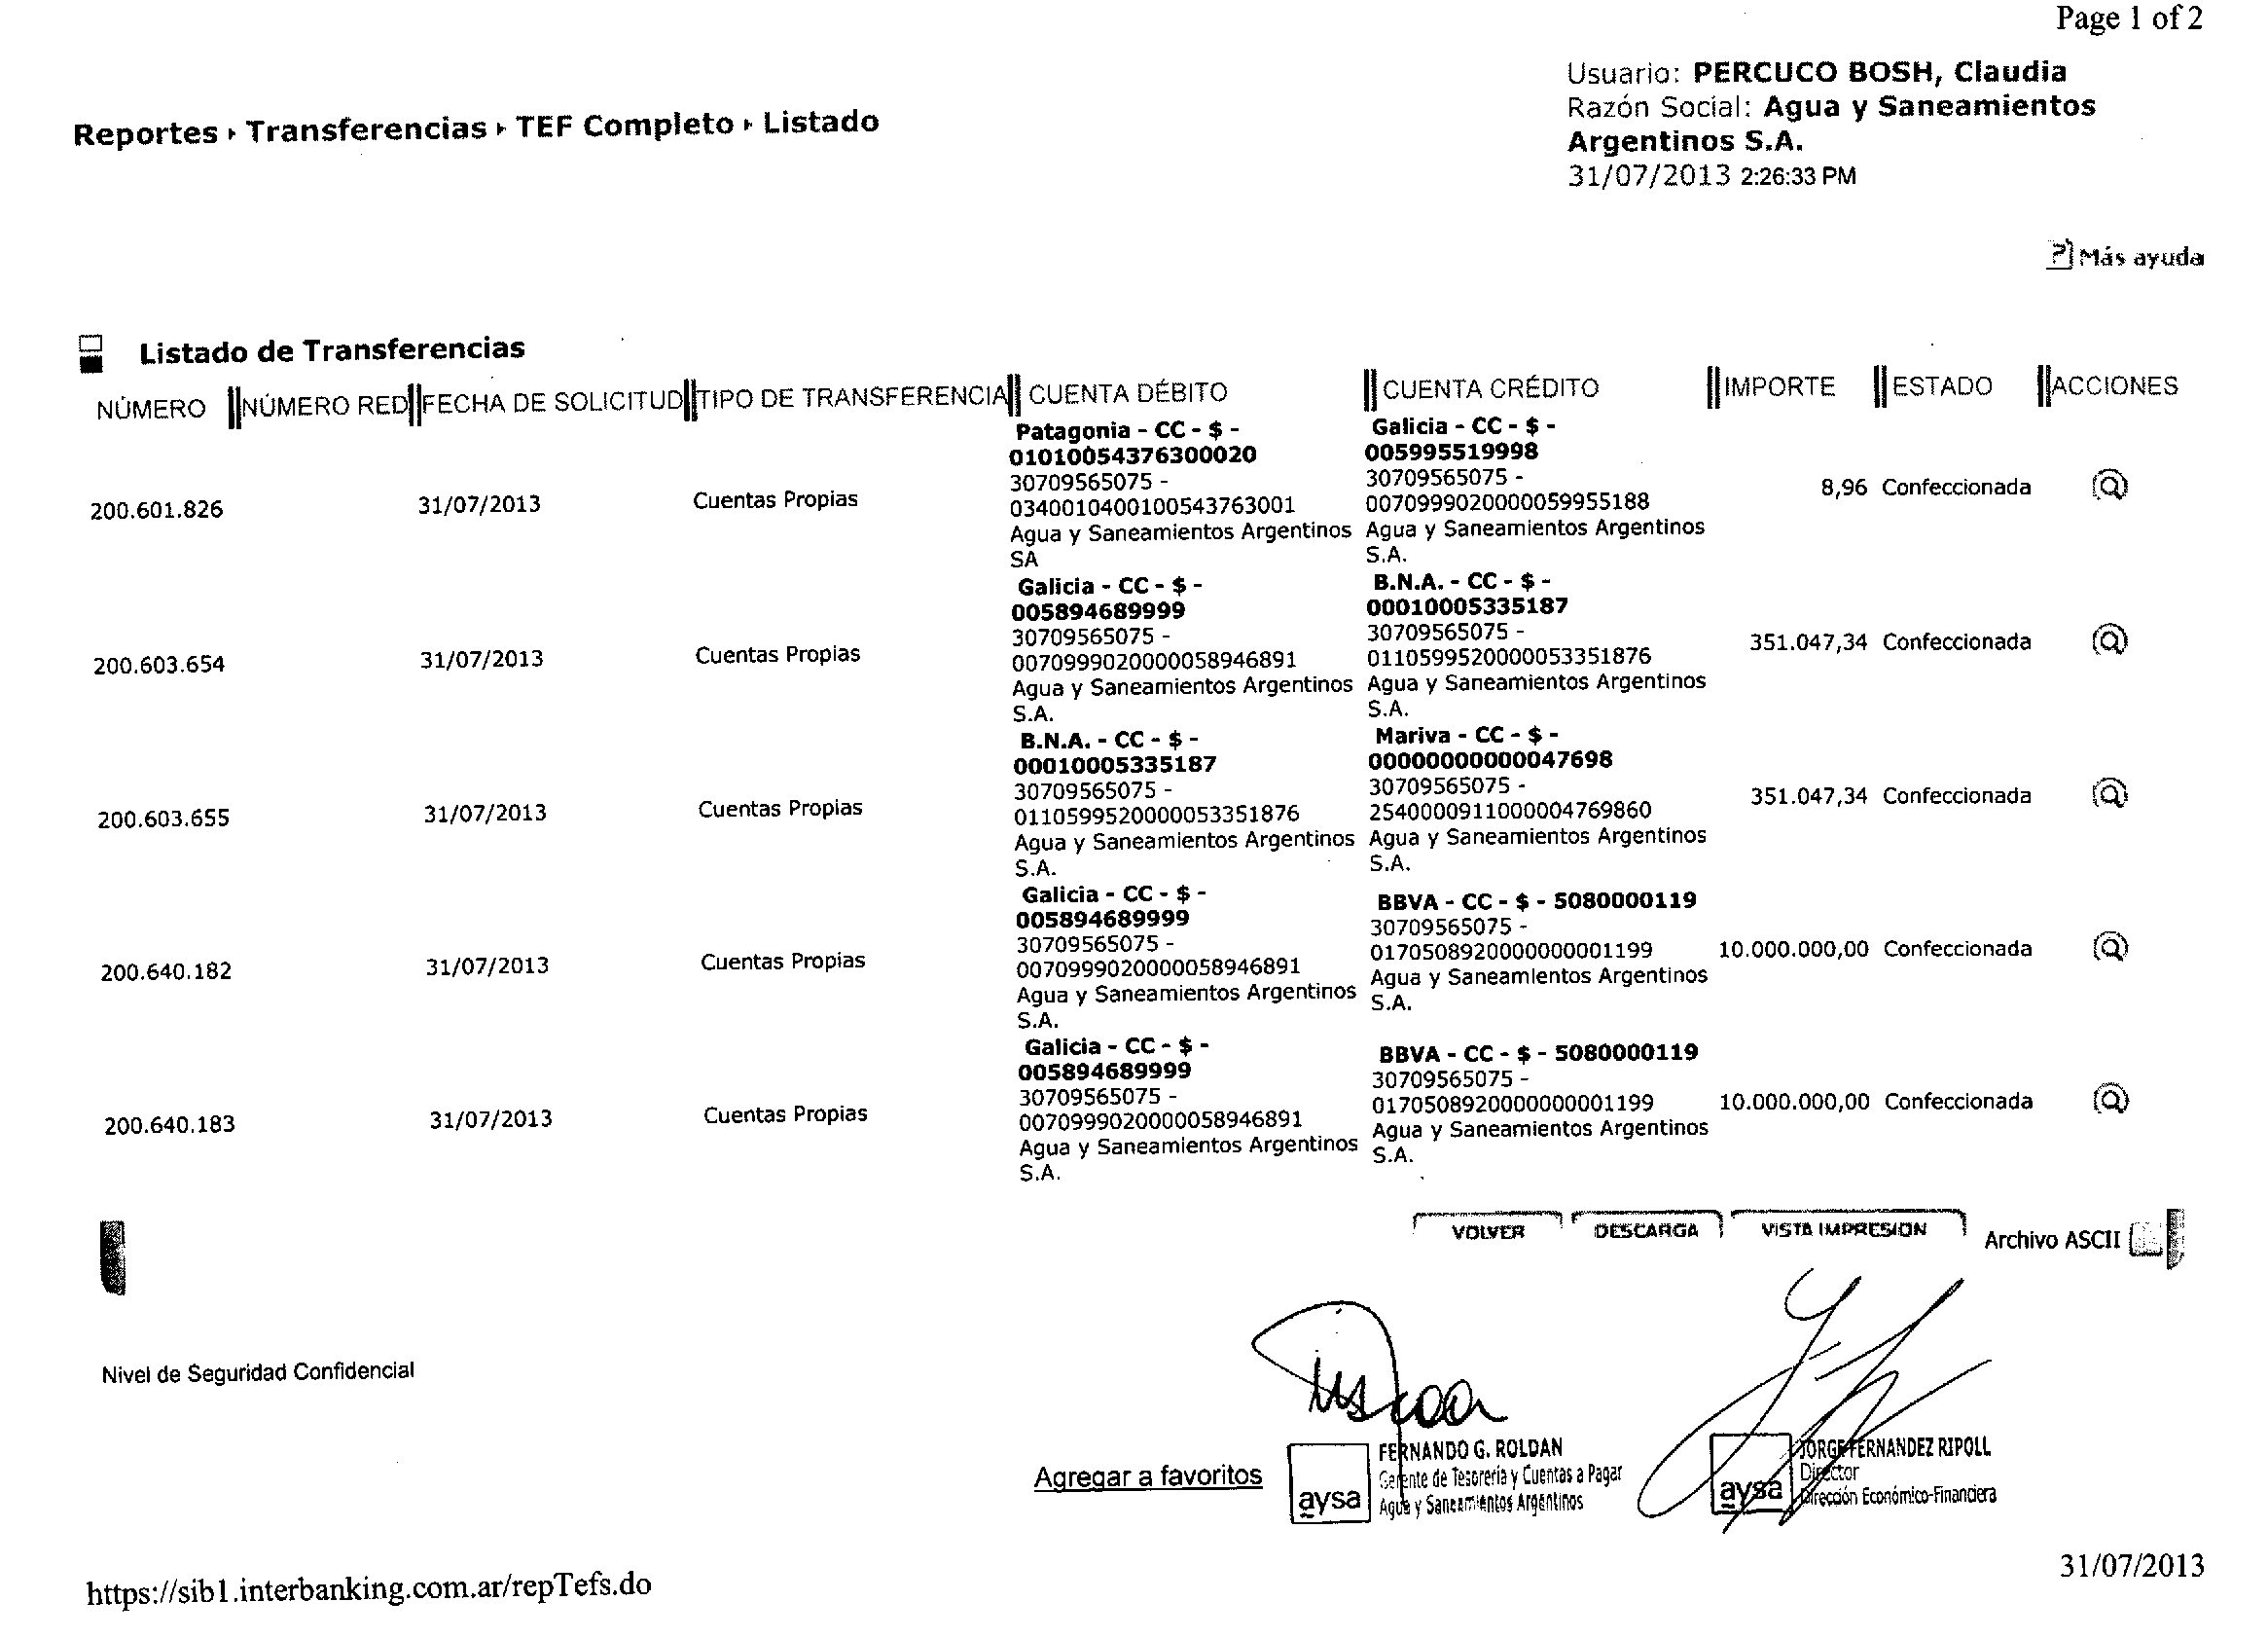 Page 1 of 2
Usuario: PERCUCO BOSH, Claudia
Razón Social: Agua y Saneamientos
Argentinos S.A.
31/07/2013 2:26:33 PM
Reportes ▸ Transferencias ▸ TEF Completo ▸ Listado
Más ayuda
Listado de Transferencias
NÚMERO NÚMERO RED FECHA DE SOLICITUD TIPO DE TRANSFERENCIA CUENTA DÉBITO CUENTA CRÉDITO IMPORTE ESTADO ACCIONES
Patagonia - CC - $ - Galicia - CC - $ -
01010054376300020 005995519998
30709565075 - 30709565075 -
200.601.826 31/07/2013 Cuentas Propias 0340010400100543763001 0070999020000059955188 8,96 Confeccionada
Agua y Saneamientos Argentinos Agua y Saneamientos Argentinos
SA S.A.
Galicia - CC - $ - B.N.A. - CC - $ -
005894689999 00010005335187
30709565075 - 30709565075 -
200.603.654 31/07/2013 Cuentas Propias 0070999020000058946891 0110599520000053351876 351.047,34 Confeccionada
Agua y Saneamientos Argentinos Agua y Saneamientos Argentinos
S.A. S.A.
B.N.A. - CC - $ - Mariva - CC - $ -
00010005335187 00000000000047698
30709565075 - 30709565075 -
200.603.655 31/07/2013 Cuentas Propias 0110599520000053351876 2540000911000004769860 351.047,34 Confeccionada
Agua y Saneamientos Argentinos Agua y Saneamientos Argentinos
S.A. S.A.
Galicia - CC - $ - BBVA - CC - $ - 5080000119
005894689999
30709565075 - 30709565075 -
200.640.182 31/07/2013 Cuentas Propias 0070999020000058946891 0170508920000000001199 10.000.000,00 Confeccionada
Agua y Saneamientos Argentinos Agua y Saneamientos Argentinos
S.A. S.A.
Galicia - CC - $ - BBVA - CC - $ - 5080000119
005894689999
30709565075 - 30709565075 -
200.640.183 31/07/2013 Cuentas Propias 0070999020000058946891 0170508920000000001199 10.000.000,00 Confeccionada
Agua y Saneamientos Argentinos Agua y Saneamientos Argentinos
S.A. S.A.
VOLVER DESCARGA VISTA IMPRESION Archivo ASCII
Nivel de Seguridad Confidencial
Agregar a favoritos
aysa
FERNANDO G. ROLDAN
Gerente de Tesorería y Cuentas a Pagar
Agua y Saneamientos Argentinos
aysa
JORGE FERNANDEZ RIPOLL
Director
Dirección Económico-Financiera
https://sib1.interbanking.com.ar/repTefs.do
31/07/2013